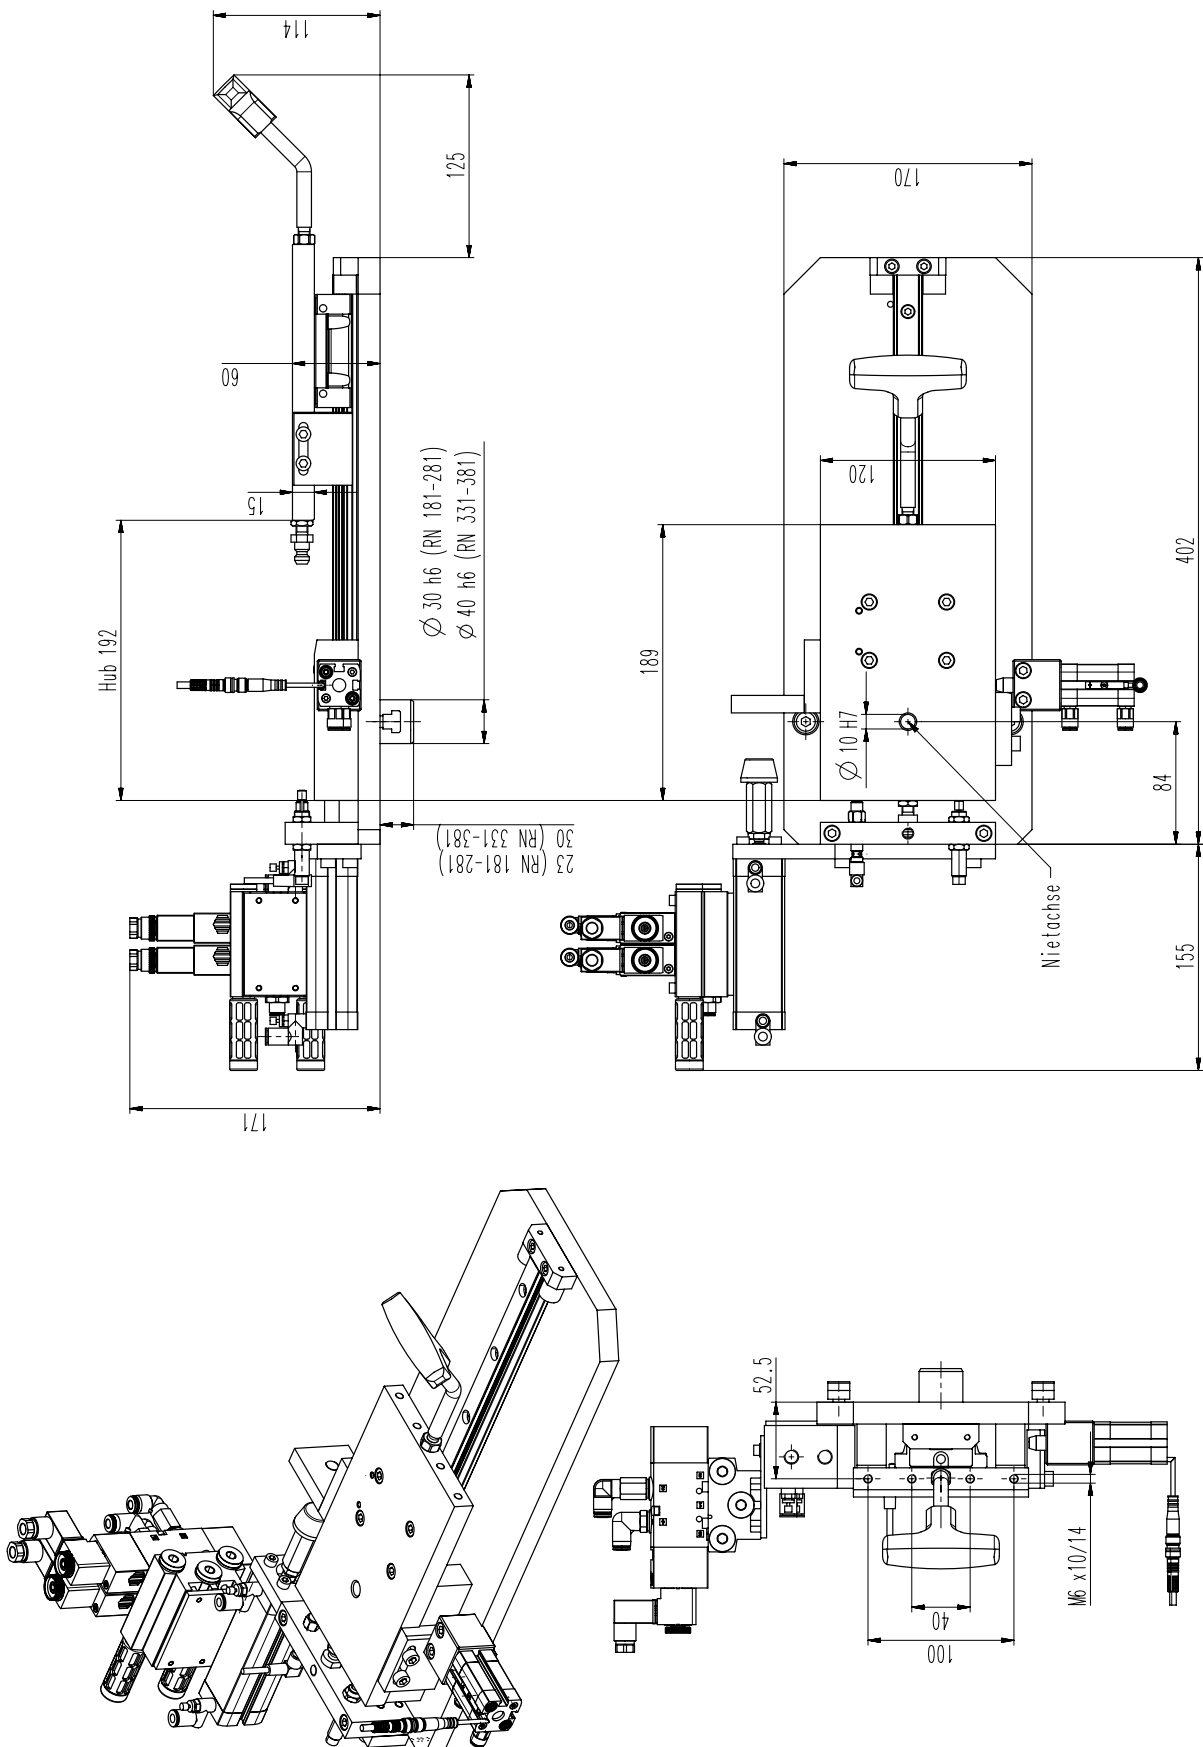 114
125
60
15
Hub 192
Ø 30 h6 (RN 181-281)
Ø 40 h6 (RN 331-381)
23 (RN 181-281)
30 (RN 331-381)
171
170
120
402
189
Ø 10 H7
84
Nietachse
155
52.5
M6 x10/14
40
100